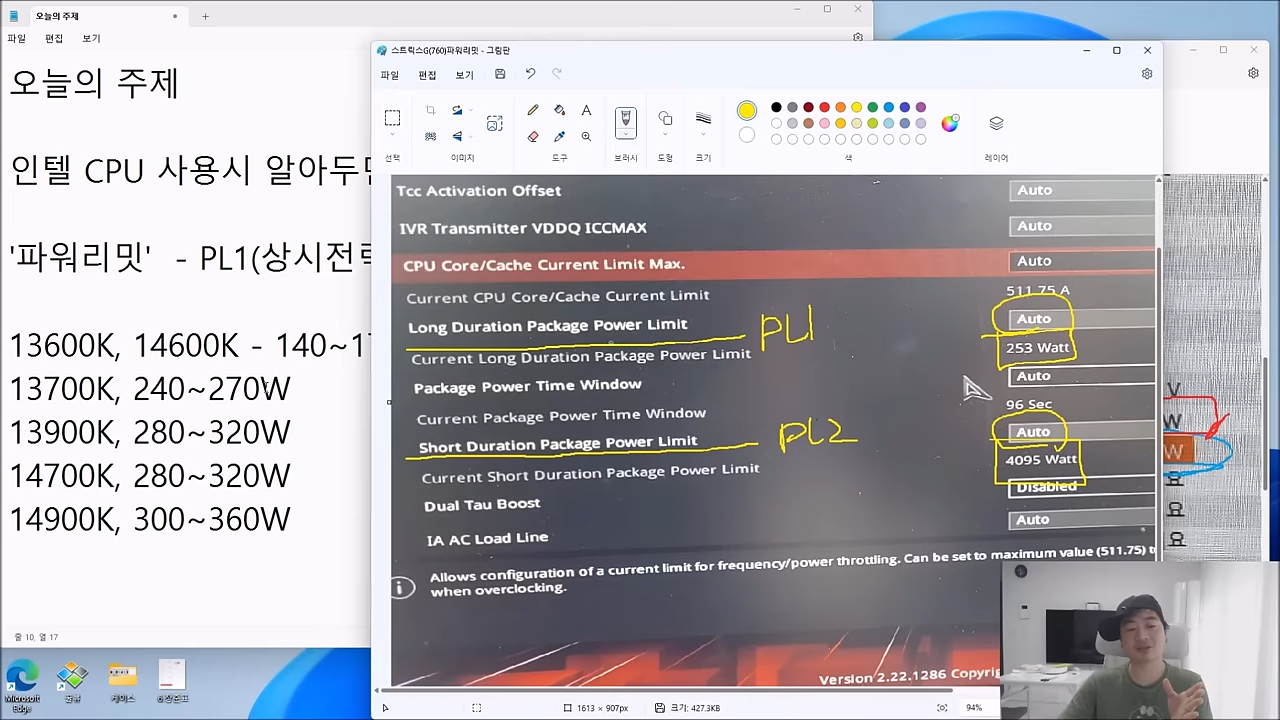 오늘의 주제
파일 편집 보기
오늘의 주제
인텔 CPU 사용시 알아두면
'파워리밋' - PL1(상시전력
13600K, 14600K - 140~17
13700K, 240~270W
13900K, 280~320W
14700K, 280~320W
14900K, 300~360W
줄 10, 열 17
Microsoft Edge
케이스
스트릭스G(760)파워리밋 - 그림판
파일 편집 보기
선택 이미지 도구 브러시 도형 크기 색 레이어
Tcc Activation Offset Auto
IVR Transmitter VDDQ ICCMAX Auto
CPU Core/Cache Current Limit Max. Auto
Current CPU Core/Cache Current Limit 511.75 A
Long Duration Package Power Limit PL1 Auto
Current Long Duration Package Power Limit 253 Watt
Package Power Time Window Auto
Current Package Power Time Window 96 Sec
Short Duration Package Power Limit PL2 Auto
Current Short Duration Package Power Limit 4095 Watt
Dual Tau Boost Disabled
IA AC Load Line Auto
Allows configuration of a current limit for frequency/power throttling. Can be set to maximum value (511.75)
when overclocking.
Version 2.22.1286
1613 × 907px
크기: 427.3KB
94%
V
W
W
요
요
요